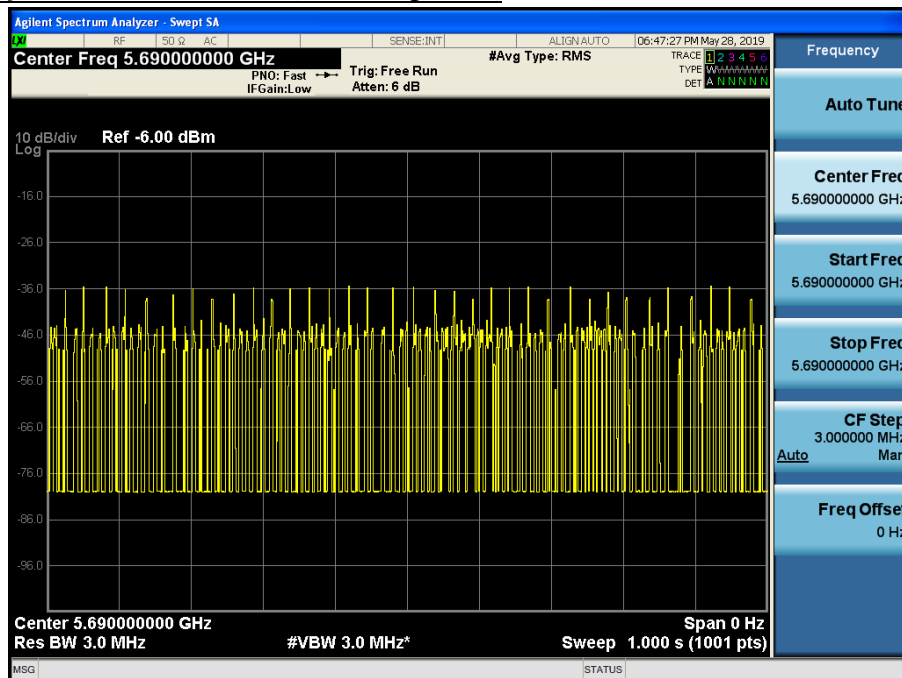 Agilent Spectrum Analyzer - Swept SA
LXI RF 50 Ω AC SENSE:INT ALIGN AUTO 06:47:27 PM May 28, 2019
Center Freq 5.690000000 GHz #Avg Type: RMS TRACE 1 2 3 4 5 6
PNO: Fast Trig: Free Run TYPE
IFGain:Low Atten: 6 dB DET A N N N N N
10 dB/div Ref -6.00 dBm
Log
-16.0
-26.0
-36.0
-46.0
-56.0
-66.0
-76.0
-86.0
-96.0
Center 5.690000000 GHz Span 0 Hz
Res BW 3.0 MHz #VBW 3.0 MHz* Sweep 1.000 s (1001 pts)
MSG STATUS
Frequency
Auto Tune
Center Freq
5.690000000 GHz
Start Freq
5.690000000 GHz
Stop Freq
5.690000000 GHz
CF Step
3.000000 MHz
Auto Man
Freq Offset
0 Hz